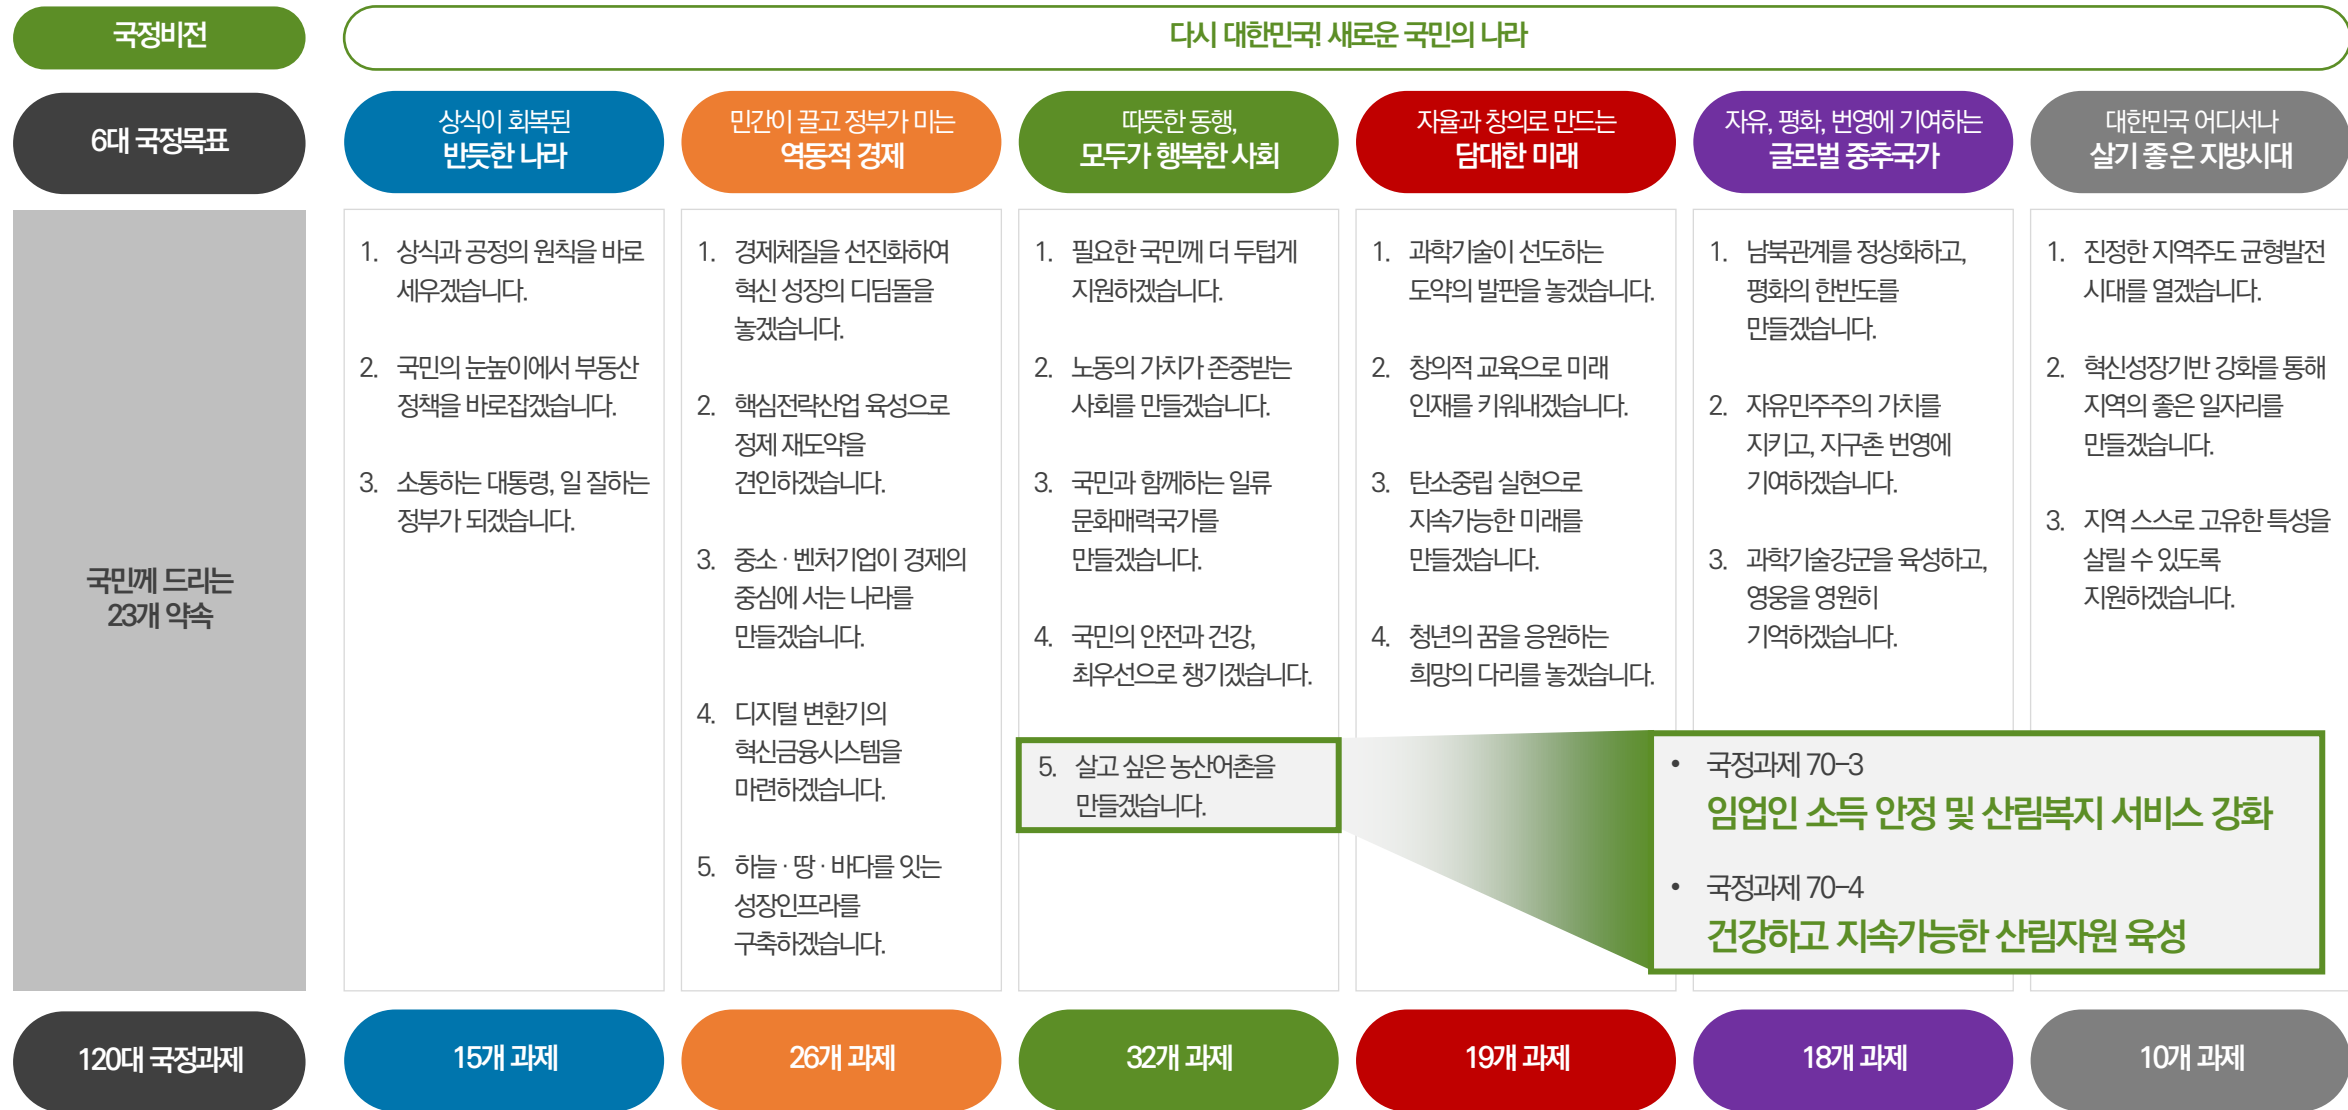 국정비전
다시 대한민국! 새로운 국민의 나라
6대 국정목표
상식이 회복된
반듯한 나라
민간이 끌고 정부가 미는
역동적 경제
따뜻한 동행,
모두가 행복한 사회
자율과 창의로 만드는
담대한 미래
자유, 평화, 번영에 기여하는
글로벌 중추국가
대한민국 어디서나
살기 좋은 지방시대
국민께 드리는
23개 약속
1. 상식과 공정의 원칙을 바로
세우겠습니다.
2. 국민의 눈높이에서 부동산
정책을 바로잡겠습니다.
3. 소통하는 대통령, 일 잘하는
정부가 되겠습니다.
1. 경제체질을 선진화하여
혁신 성장의 디딤돌을
놓겠습니다.
2. 핵심전략산업 육성으로
정제 재도약을
견인하겠습니다.
3. 중소 · 벤처기업이 경제의
중심에 서는 나라를
만들겠습니다.
4. 디지털 변환기의
혁신금융시스템을
마련하겠습니다.
5. 하늘 · 땅 · 바다를 잇는
성장인프라를
구축하겠습니다.
1. 필요한 국민께 더 두텁게
지원하겠습니다.
2. 노동의 가치가 존중받는
사회를 만들겠습니다.
3. 국민과 함께하는 일류
문화매력국가를
만들겠습니다.
4. 국민의 안전과 건강,
최우선으로 챙기겠습니다.
5. 살고 싶은 농산어촌을
만들겠습니다.
1. 과학기술이 선도하는
도약의 발판을 놓겠습니다.
2. 창의적 교육으로 미래
인재를 키워내겠습니다.
3. 탄소중립 실현으로
지속가능한 미래를
만들겠습니다.
4. 청년의 꿈을 응원하는
희망의 다리를 놓겠습니다.
1. 남북관계를 정상화하고,
평화의 한반도를
만들겠습니다.
2. 자유민주주의 가치를
지키고, 지구촌 번영에
기여하겠습니다.
3. 과학기술강군을 육성하고,
영웅을 영원히
기억하겠습니다.
1. 진정한 지역주도 균형발전
시대를 열겠습니다.
2. 혁신성장기반 강화를 통해
지역의 좋은 일자리를
만들겠습니다.
3. 지역 스스로 고유한 특성을
살릴 수 있도록
지원하겠습니다.
• 국정과제 70-3
임업인 소득 안정 및 산림복지 서비스 강화
• 국정과제 70-4
건강하고 지속가능한 산림자원 육성
120대 국정과제
15개 과제
26개 과제
32개 과제
19개 과제
18개 과제
10개 과제